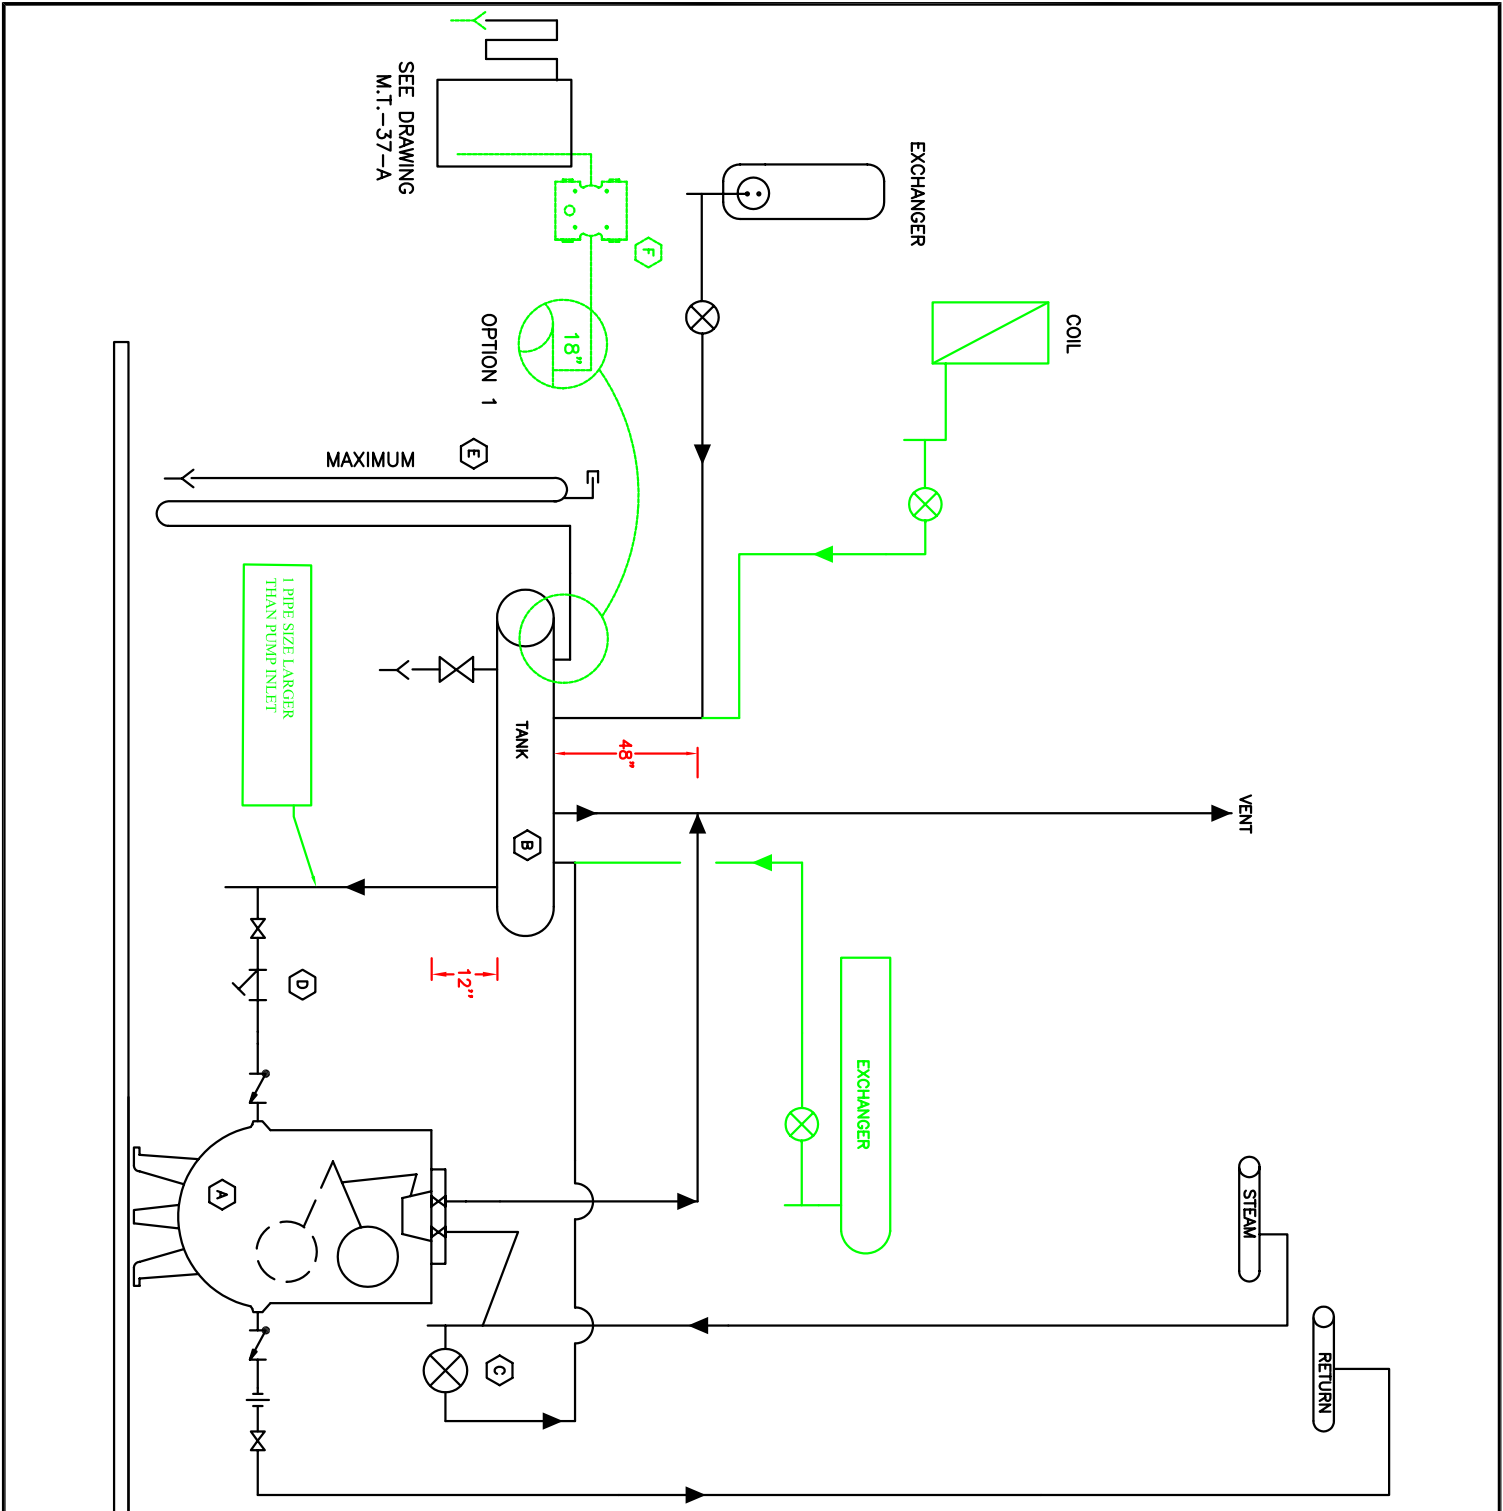 SEE DRAWING
M.T.-37-A
EXCHANGER
F
COIL
18"
OPTION 1
MAXIMUM
E
1 PIPE SIZE LARGER
THAN PUMP INLET
TANK
48"
VENT
B
12"
D
EXCHANGER
A
STEAM
C
RETURN